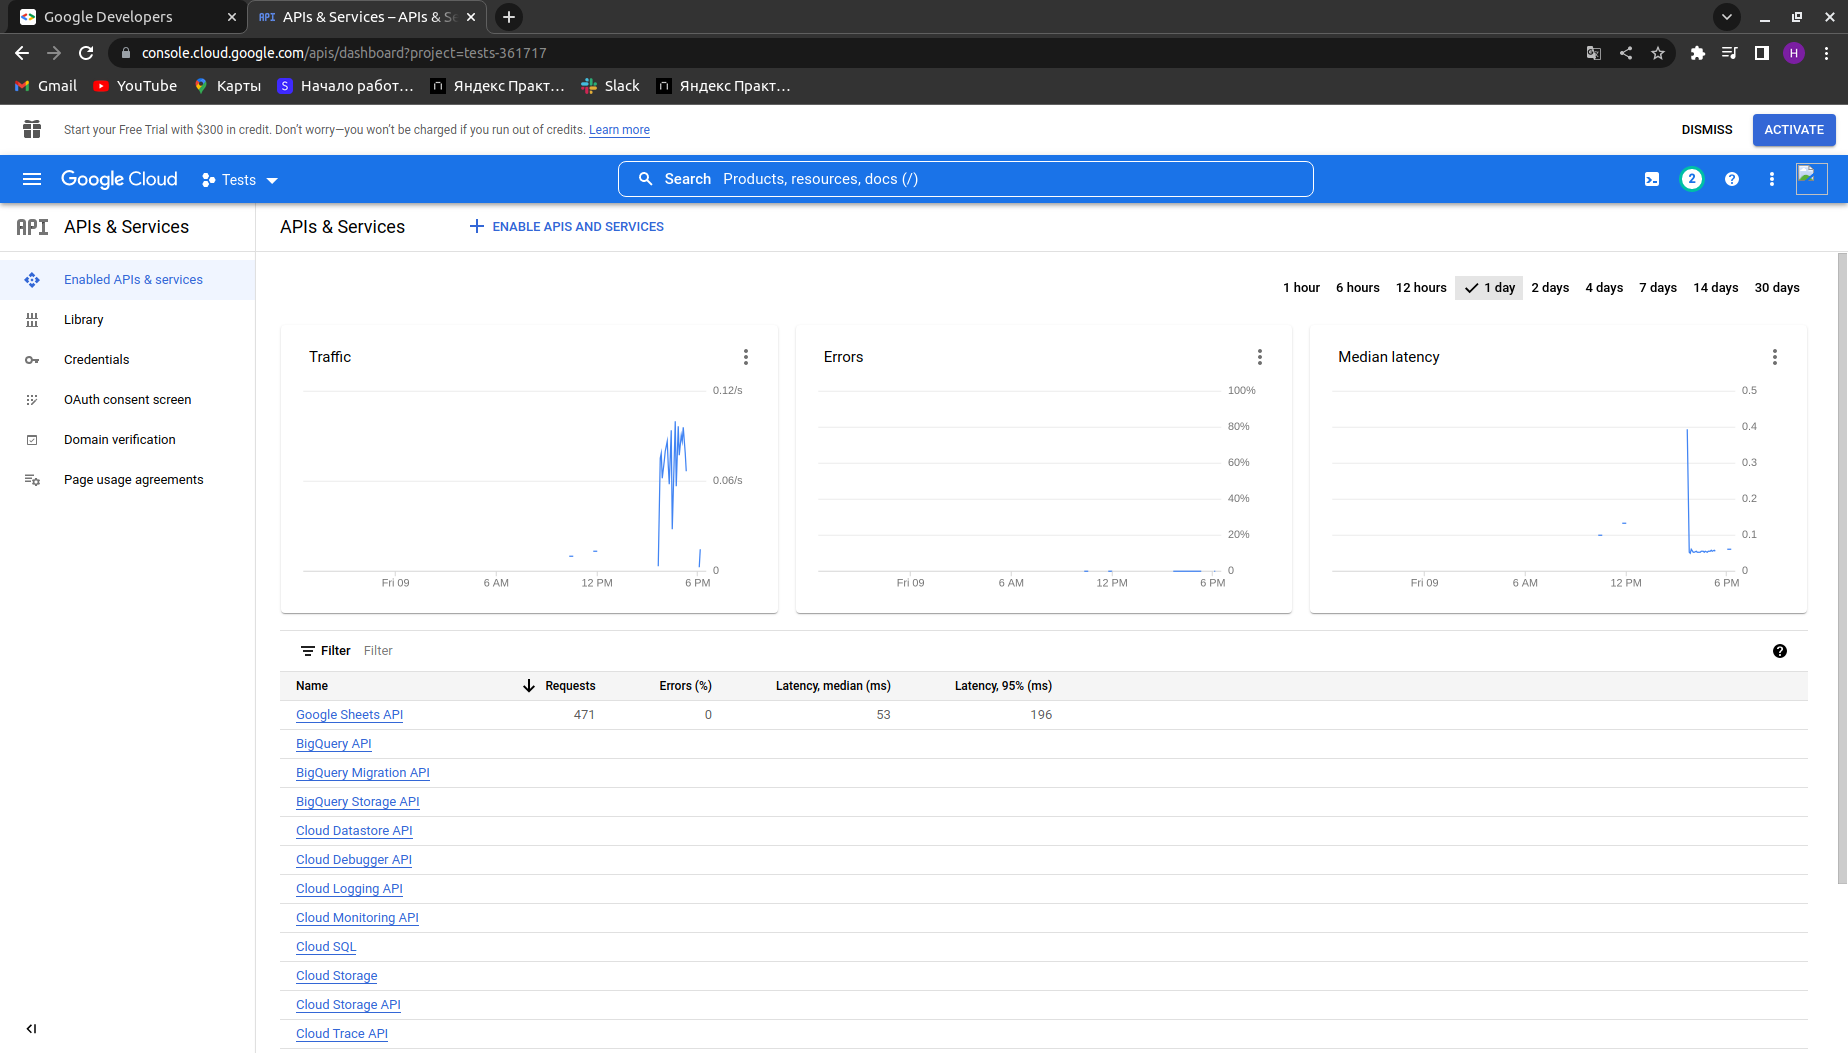 Google Developers
API APIs & Services – APIs & Se
console.cloud.google.com/apis/dashboard?project=tests-361717
Gmail YouTube Карты S Начало работ... Яндекс Практ... Slack Яндекс Практ...
Start your Free Trial with $300 in credit. Don't worry—you won't be charged if you run out of credits. Learn more
DISMISS ACTIVATE
Google Cloud Tests Search Products, resources, docs (/) 2 ?
API APIs & Services
APIs & Services
+ ENABLE APIS AND SERVICES
Enabled APIs & services
Library
Credentials
OAuth consent screen
Domain verification
Page usage agreements
1 hour 6 hours 12 hours 1 day 2 days 4 days 7 days 14 days 30 days
Traffic
0.12/s
0.06/s
0
Fri 09 6 AM 12 PM 6 PM
Errors
100%
80%
60%
40%
20%
0
Fri 09 6 AM 12 PM 6 PM
Median latency
0.5
0.4
0.3
0.2
0.1
0
Fri 09 6 AM 12 PM 6 PM
Filter Filter
Name Requests Errors (%) Latency, median (ms) Latency, 95% (ms)
Google Sheets API 471 0 53 196
BigQuery API
BigQuery Migration API
BigQuery Storage API
Cloud Datastore API
Cloud Debugger API
Cloud Logging API
Cloud Monitoring API
Cloud SQL
Cloud Storage
Cloud Storage API
Cloud Trace API